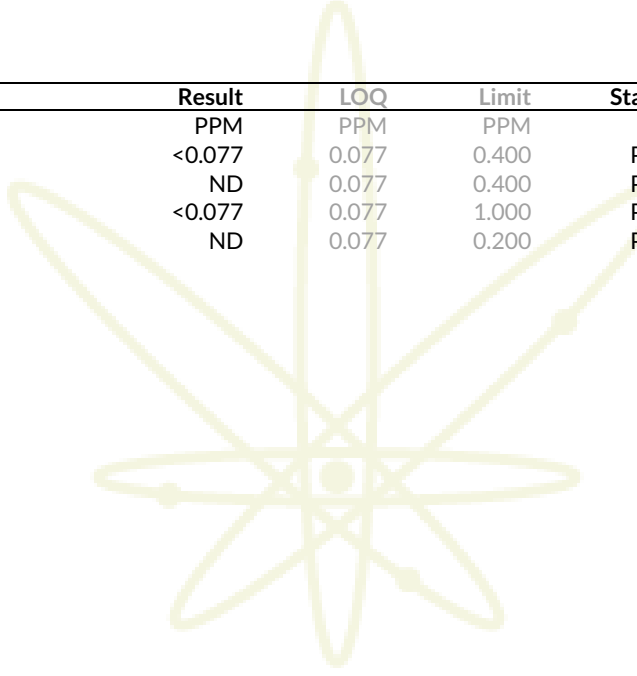 Result LOQ Limit Sta
PPM PPM PPM
<0.077 0.077 0.400 P
ND 0.077 0.400 P
<0.077 0.077 1.000 P
ND 0.077 0.200 P